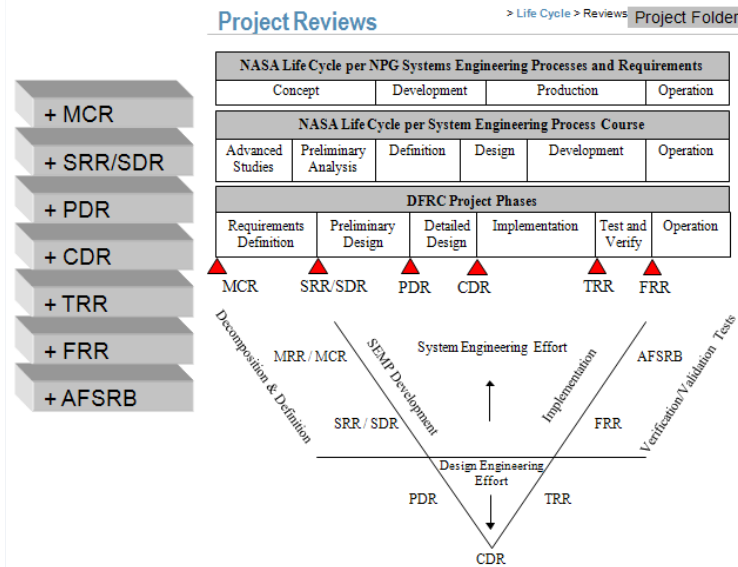 Project Reviews
> Life Cycle > Reviews
Project Folder
+ MCR
+ SRR/SDR
+ PDR
+ CDR
+ TRR
+ FRR
+ AFSRB
NASA Life Cycle per NPG Systems Engineering Processes and Requirements
Concept Development Production Operation
NASA Life Cycle per System Engineering Process Course
Advanced Studies Preliminary Analysis Definition Design Development Operation
DFRC Project Phases
Requirements Definition Preliminary Design Detailed Design Implementation Test and Verify Operation
MCR SRR/SDR PDR CDR TRR FRR
Decomposition & Definition
MRR / MCR
SEMP Development
System Engineering Effort
Implementation
AFSRB
Verification/Validation Tests
SRR / SDR
FRR
Design Engineering
Effort
PDR
TRR
CDR